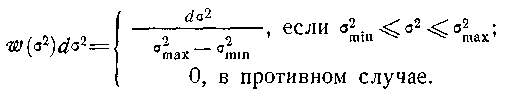 w(σ²)dσ² = { dσ² / (σ²max − σ²min), если σ²min ⩽ σ² ⩽ σ²max;
0, в противном случае.